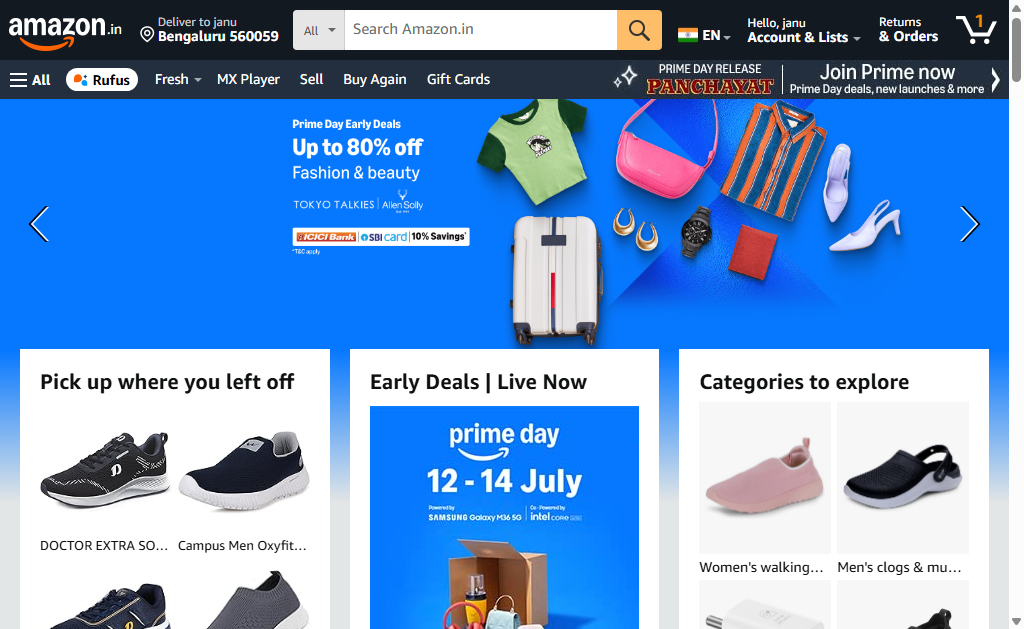 amazon.in
Deliver to janu
Bengaluru 560059
All
Search Amazon.in
EN
Hello, janu
Account & Lists
Returns
& Orders
1
All
Rufus
Fresh
MX Player
Sell
Buy Again
Gift Cards
PRIME DAY RELEASE
PANCHAYAT
Join Prime now
Prime Day deals, new launches & more
Prime Day Early Deals
Up to 80% off
Fashion & beauty
TOKYO TALKIES | Allen Solly
ICICI Bank SBI card 10% Savings*
*T&C apply
Pick up where you left off
DOCTOR EXTRA SO...
Campus Men Oxyfit...
Early Deals | Live Now
prime day
12 - 14 July
Powered by
SAMSUNG Galaxy M36 5G
Co - Powered by
intel core
Categories to explore
Women's walking...
Men's clogs & mu...